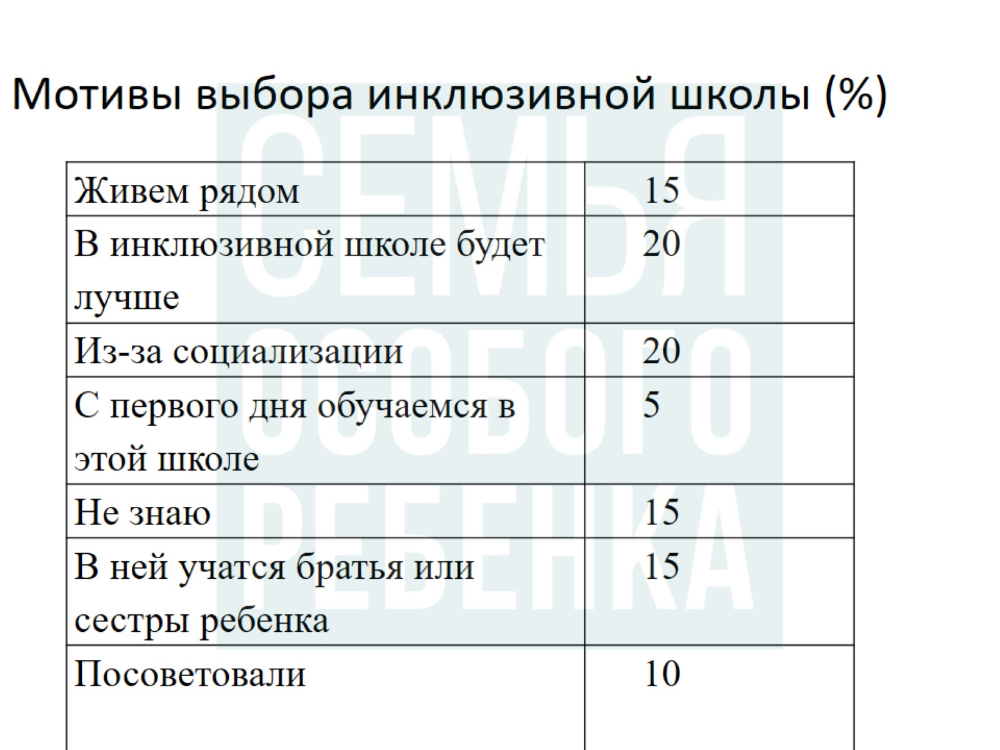 Мотивы выбора инклюзивной школы (%)
Живем рядом 15
В инклюзивной школе будет 20
лучше
Из-за социализации 20
С первого дня обучаемся в 5
этой школе
Не знаю 15
В ней учатся братья или 15
сестры ребенка
Посоветовали 10
СЕМЬЯ
ОСОБОГО
РЕБЕНКА